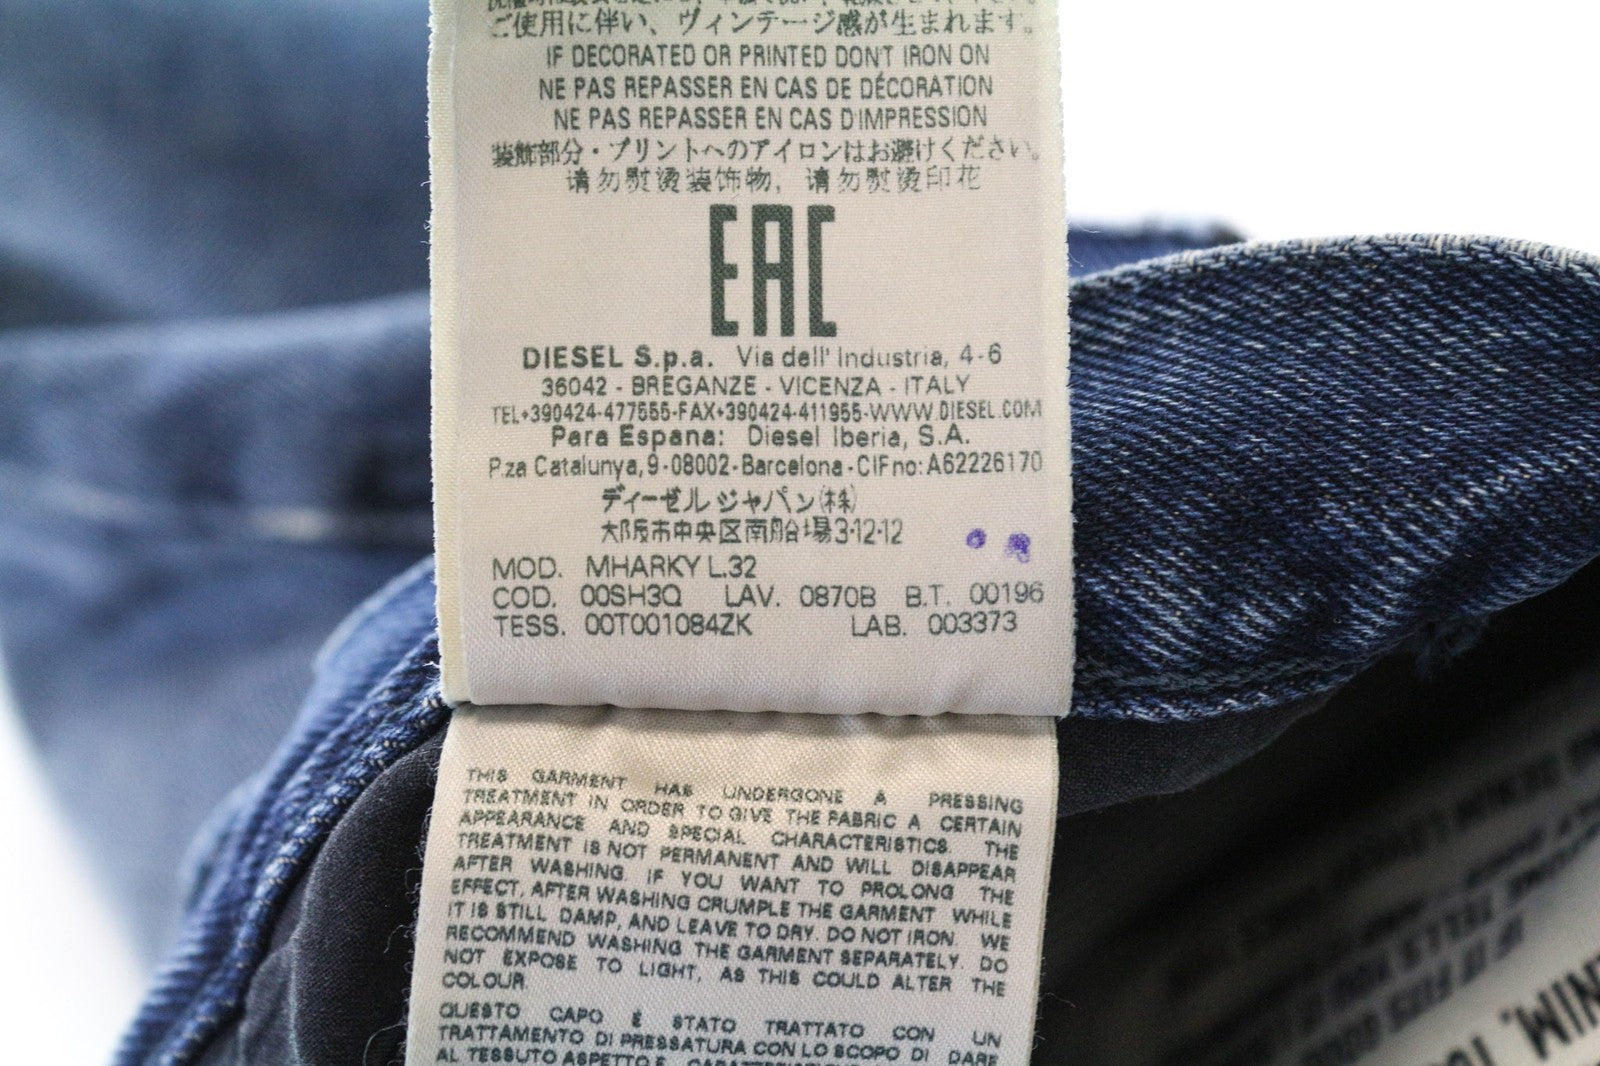 ご使用に伴い、ヴィンテージ感が生まれます。
IF DECORATED OR PRINTED DON'T IRON ON
NE PAS REPASSER EN CAS DE DÉCORATION
NE PAS REPASSER EN CAS D'IMPRESSION
装飾部分・プリントへのアイロンはお避けください。
请勿熨烫装饰物, 请勿熨烫印花
EAC
DIESEL S.p.a. Via dell' Industria, 4-6
36042 - BREGANZE - VICENZA - ITALY
TEL+390424-477555-FAX+390424-411955-WWW.DIESEL.COM
Para Espana: Diesel Iberia, S.A.
P.za Catalunya, 9-08002-Barcelona-CIF no: A62226170
ディーゼルジャパン(株)
大阪市中央区南船場3-12-12
MOD. MHARKY L.32
COD. 00SH3Q LAV. 0870B B.T. 00196
TESS. 00T001084ZK LAB. 003373
THIS GARMENT HAS UNDERGONE A PRESSING
TREATMENT IN ORDER TO GIVE THE FABRIC A CERTAIN
APPEARANCE AND SPECIAL CHARACTERISTICS. THE
TREATMENT IS NOT PERMANENT AND WILL DISAPPEAR
AFTER WASHING. IF YOU WANT TO PROLONG THE
EFFECT, AFTER WASHING CRUMPLE THE GARMENT WHILE
IT IS STILL DAMP, AND LEAVE TO DRY. DO NOT IRON. WE
RECOMMEND WASHING THE GARMENT SEPARATELY. DO
NOT EXPOSE TO LIGHT, AS THIS COULD ALTER THE
COLOUR.
QUESTO CAPO È STATO TRATTATO CON UN
TRATTAMENTO DI PRESSATURA CON LO SCOPO DI DARE
AL TESSUTO ASPETTO E